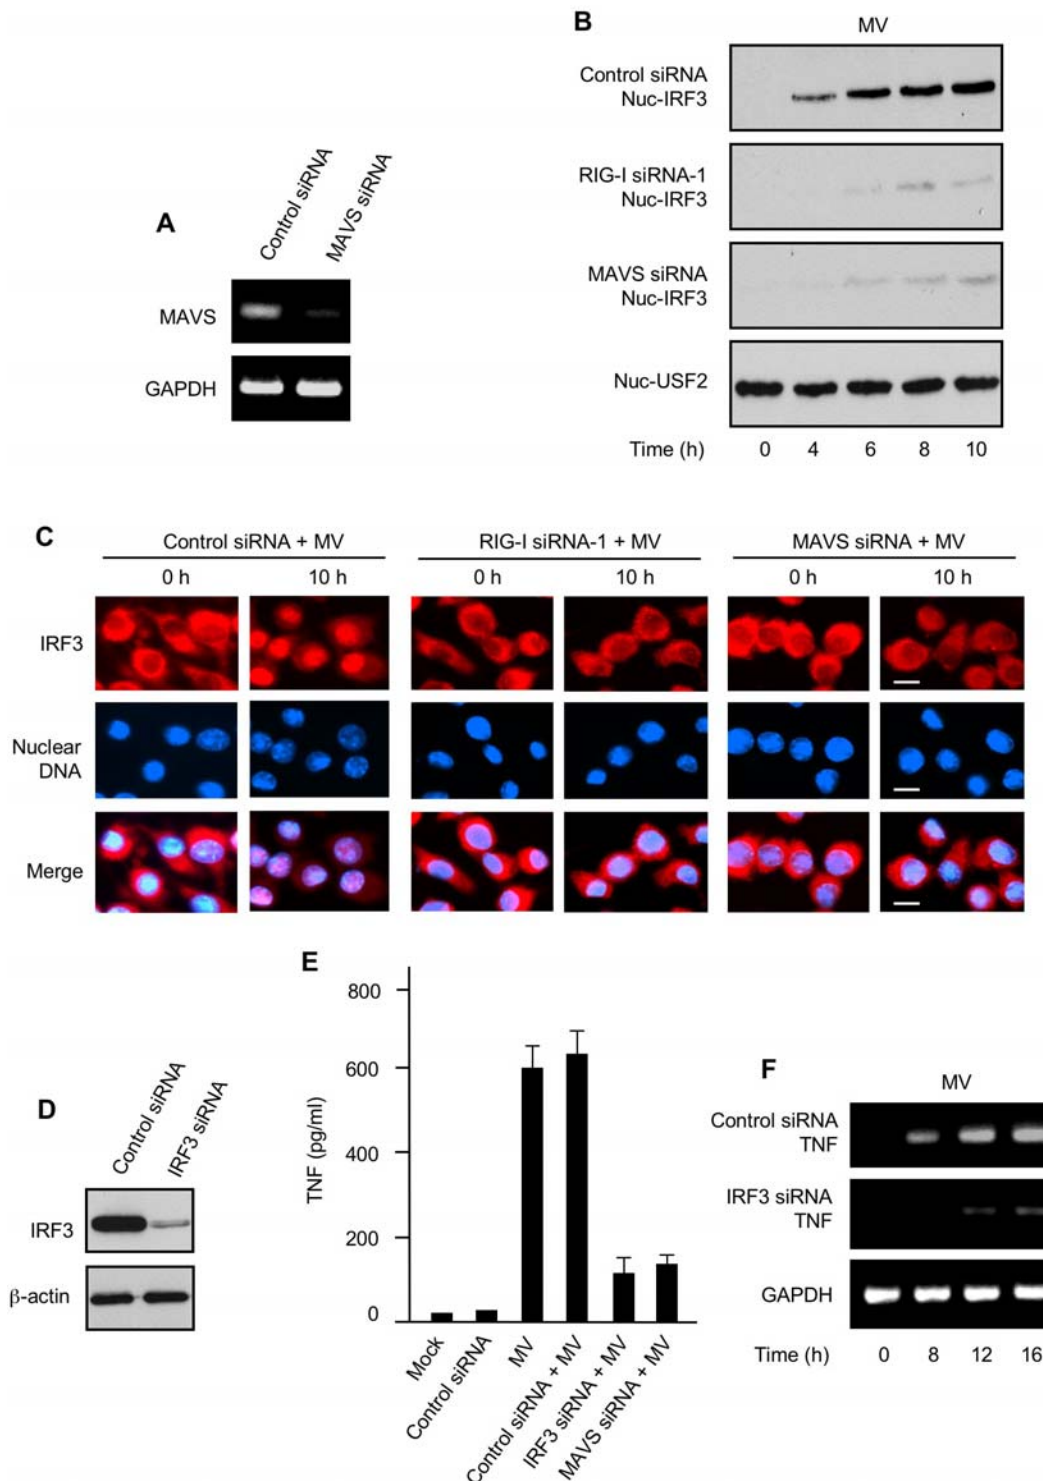 A
Control siRNA
MAVS siRNA
MAVS
GAPDH
B
MV
Control siRNA
Nuc-IRF3
RIG-I siRNA-1
Nuc-IRF3
MAVS siRNA
Nuc-IRF3
Nuc-USF2
Time (h) 0 4 6 8 10
C
Control siRNA + MV RIG-I siRNA-1 + MV MAVS siRNA + MV
0 h 10 h 0 h 10 h 0 h 10 h
IRF3
Nuclear
DNA
Merge
D
Control siRNA
IRF3 siRNA
IRF3
β-actin
E
TNF (pg/ml)
800
600
400
200
0
Mock
Control siRNA
MV
Control siRNA + MV
IRF3 siRNA + MV
MAVS siRNA + MV
F
MV
Control siRNA
TNF
IRF3 siRNA
TNF
GAPDH
Time (h) 0 8 12 16